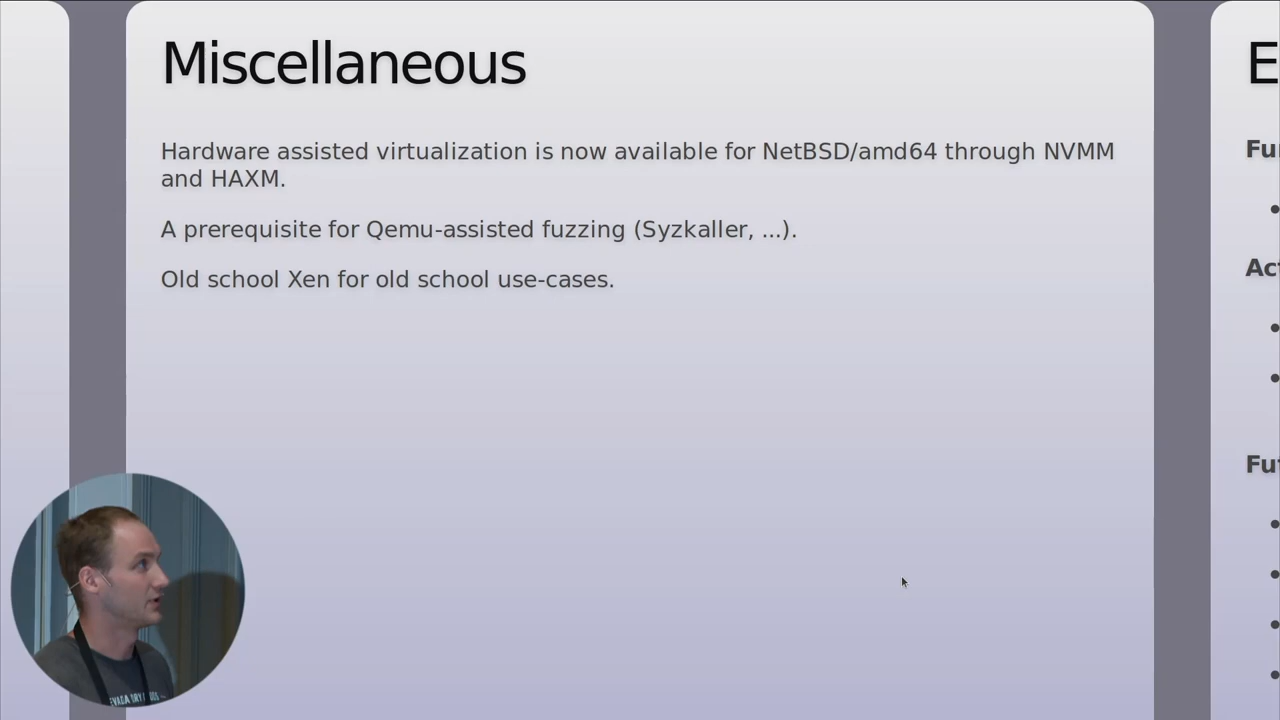 Miscellaneous
Hardware assisted virtualization is now available for NetBSD/amd64 through NVMM
and HAXM.
A prerequisite for Qemu-assisted fuzzing (Syzkaller, ...).
Old school Xen for old school use-cases.